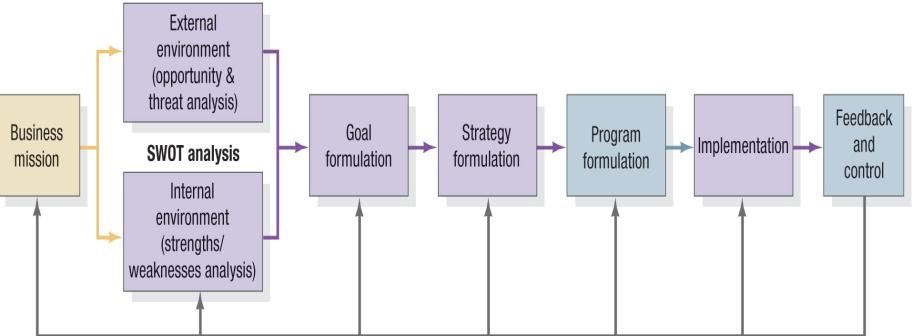 Business
mission
External
environment
(opportunity &
threat analysis)
SWOT analysis
Internal
environment
(strengths/
weaknesses analysis)
Goal
formulation
Strategy
formulation
Program
formulation
Implementation
Feedback
and
control